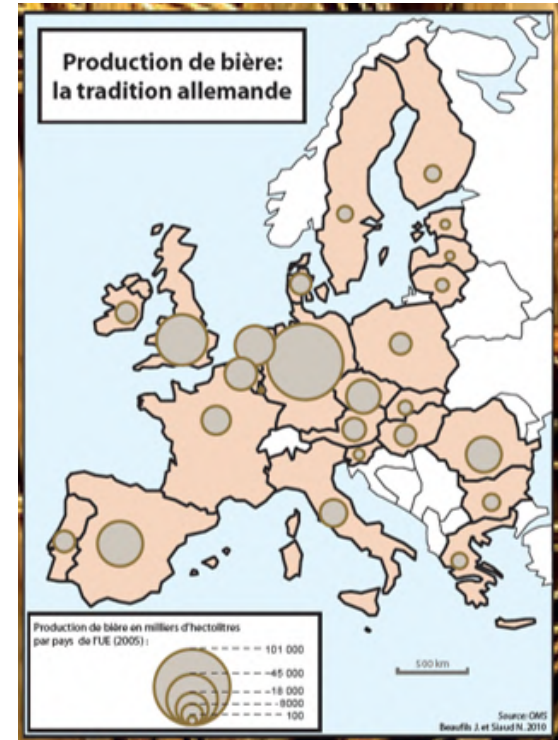 Production de bière:
la tradition allemande
Production de bière en milliers d'hectolitres
par pays de l'UE (2005) :
101 000
45 000
18 000
8000
100
500 km
Source: OMS
Beaufils J. et Siaud N. 2010